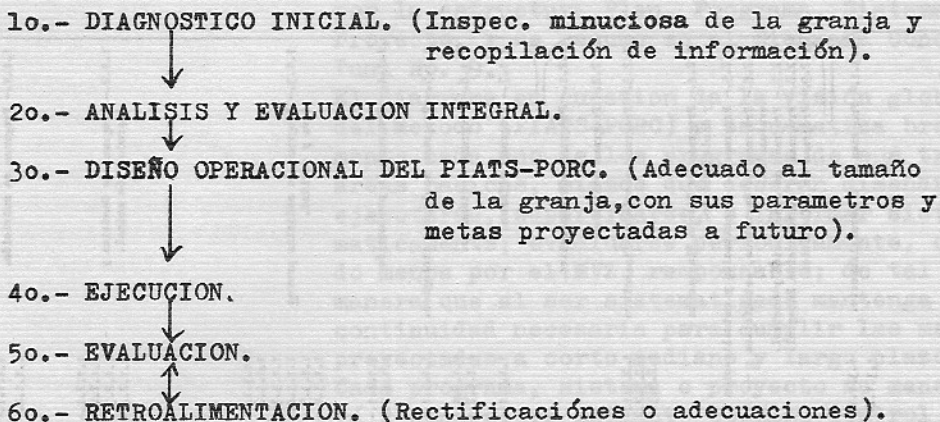 1o.- DIAGNOSTICO INICIAL. (Inspec. minuciosa de la granja y
recopilación de información).
2o.- ANALISIS Y EVALUACION INTEGRAL.
3o.- DISEÑO OPERACIONAL DEL PIATS-PORC. (Adecuado al tamaño
de la granja,con sus parametros y
metas proyectadas a futuro).
4o.- EJECUCION.
5o.- EVALUACION.
6o.- RETROALIMENTACION. (Rectificaciónes o adecuaciones).